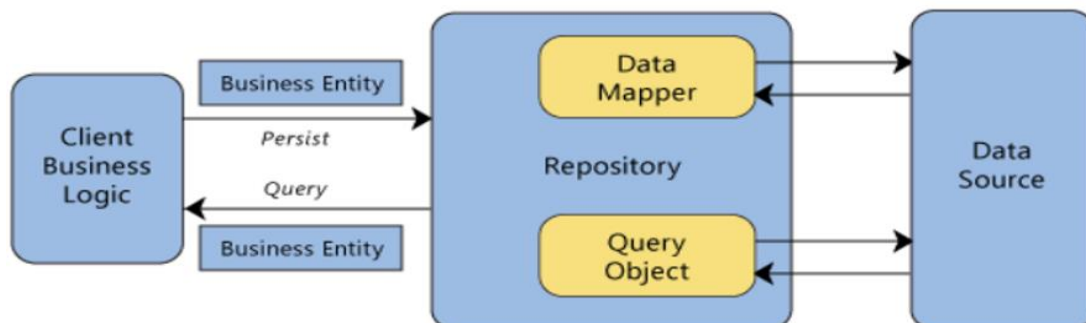 Client
Business
Logic
Business Entity
Persist
Query
Business Entity
Data
Mapper
Repository
Query
Object
Data
Source